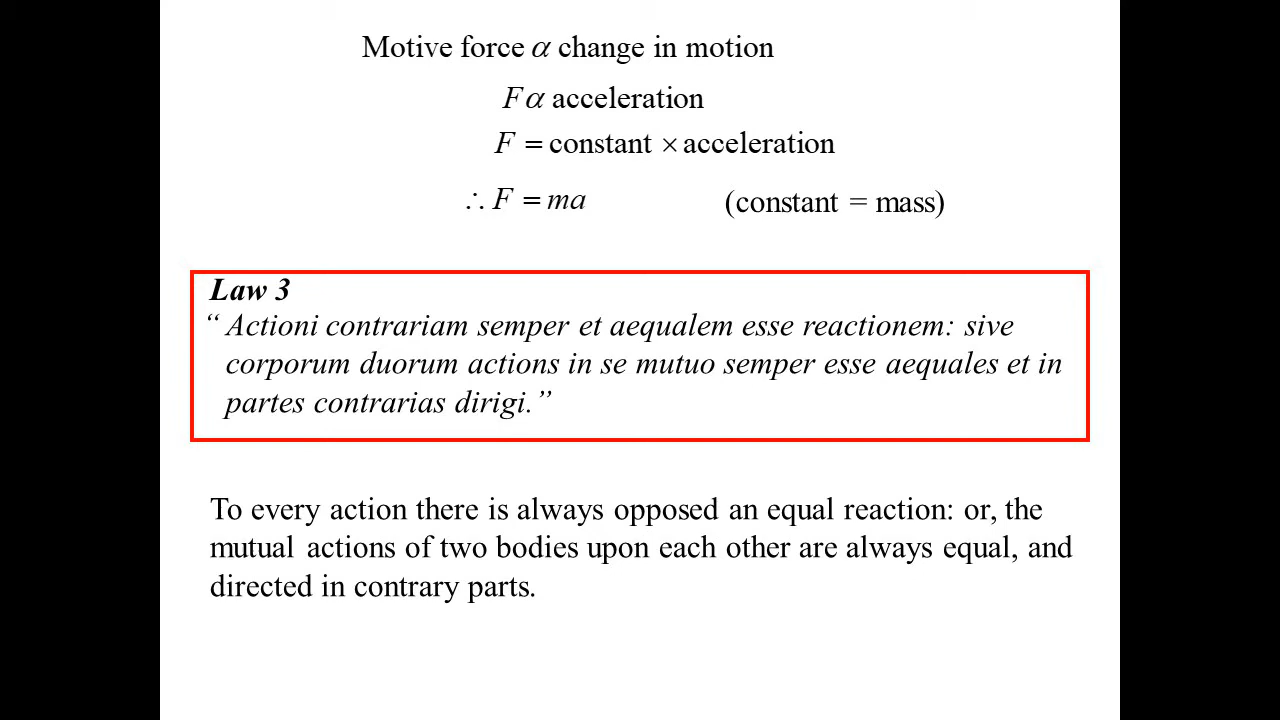 Motive force α change in motion
F α acceleration
F = constant × acceleration
∴ F = ma (constant = mass)
Law 3
“ Actioni contrariam semper et aequalem esse reactionem: sive
corporum duorum actions in se mutuo semper esse aequales et in
partes contrarias dirigi.”
To every action there is always opposed an equal reaction: or, the
mutual actions of two bodies upon each other are always equal, and
directed in contrary parts.